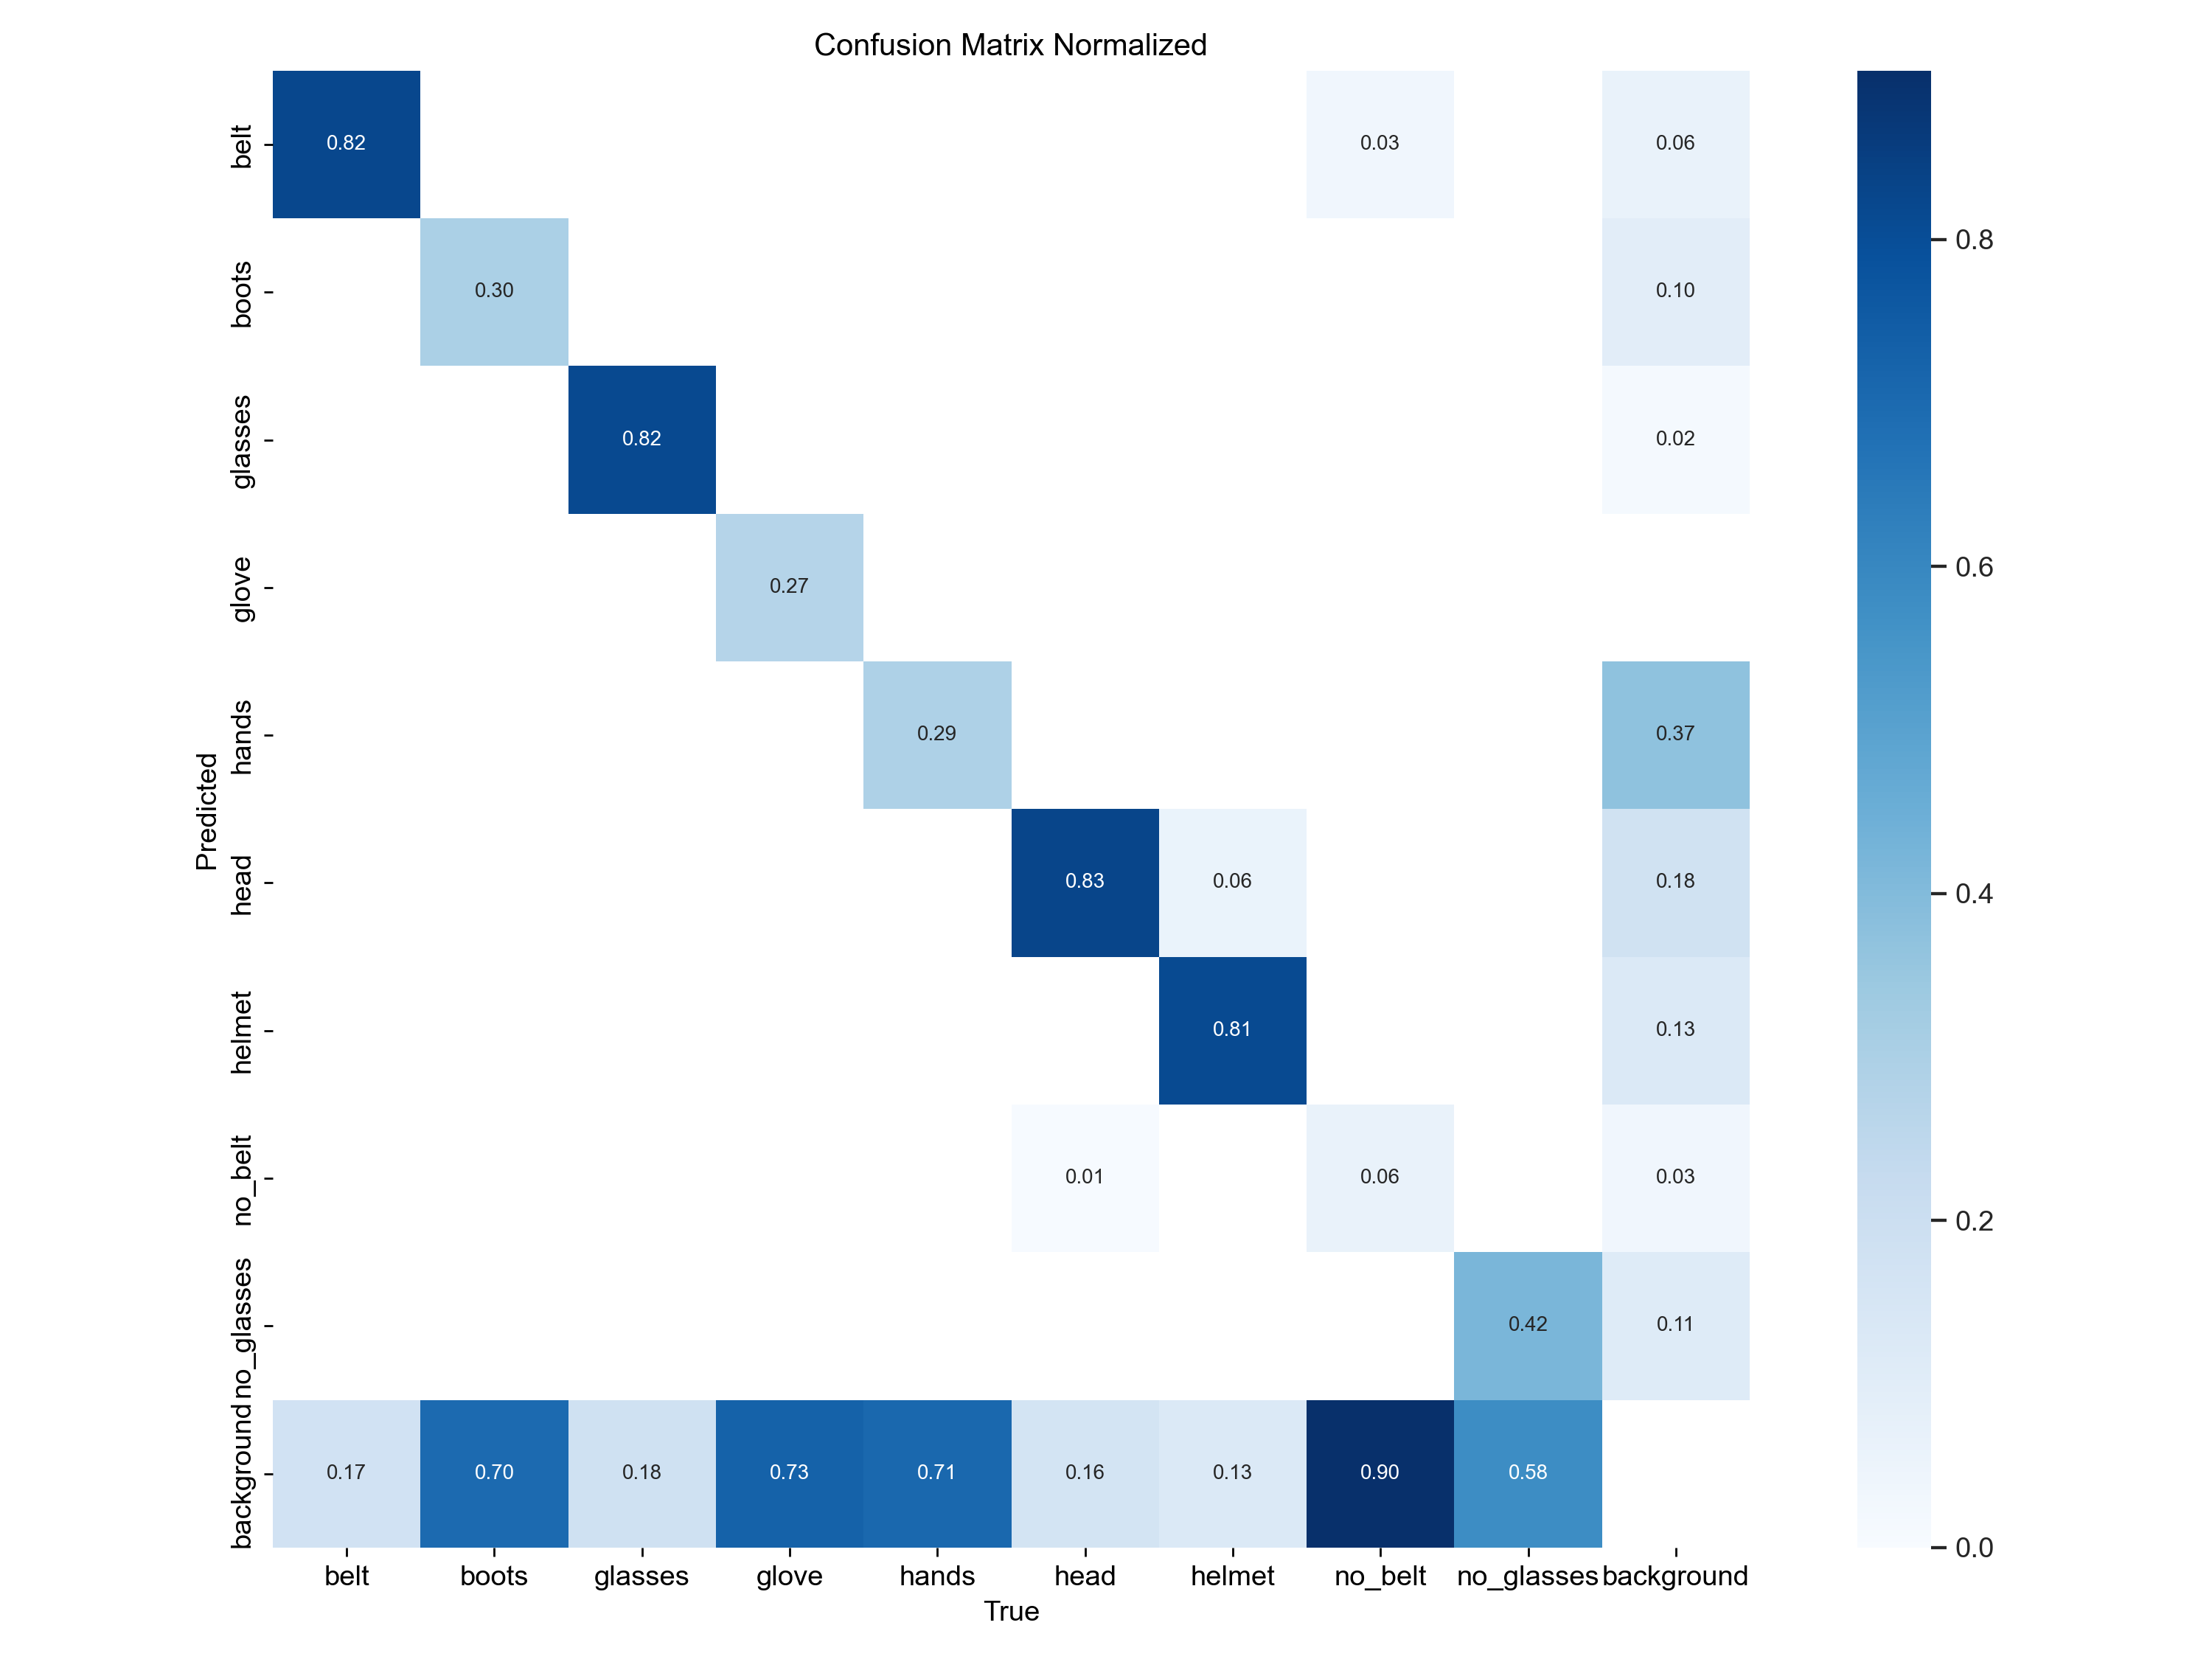 Confusion Matrix Normalized
belt
0.82
0.03
0.06
boots
0.30
0.10
glasses
0.82
0.02
glove
0.27
hands
0.29
0.37
head
0.83
0.06
0.18
helmet
0.81
0.13
no_belt
0.01
0.06
0.03
no_glasses
0.42
0.11
background
0.17
0.70
0.18
0.73
0.71
0.16
0.13
0.90
0.58
Predicted
belt
boots
glasses
glove
hands
head
helmet
no_belt
no_glasses
background
True
0.8
0.6
0.4
0.2
0.0